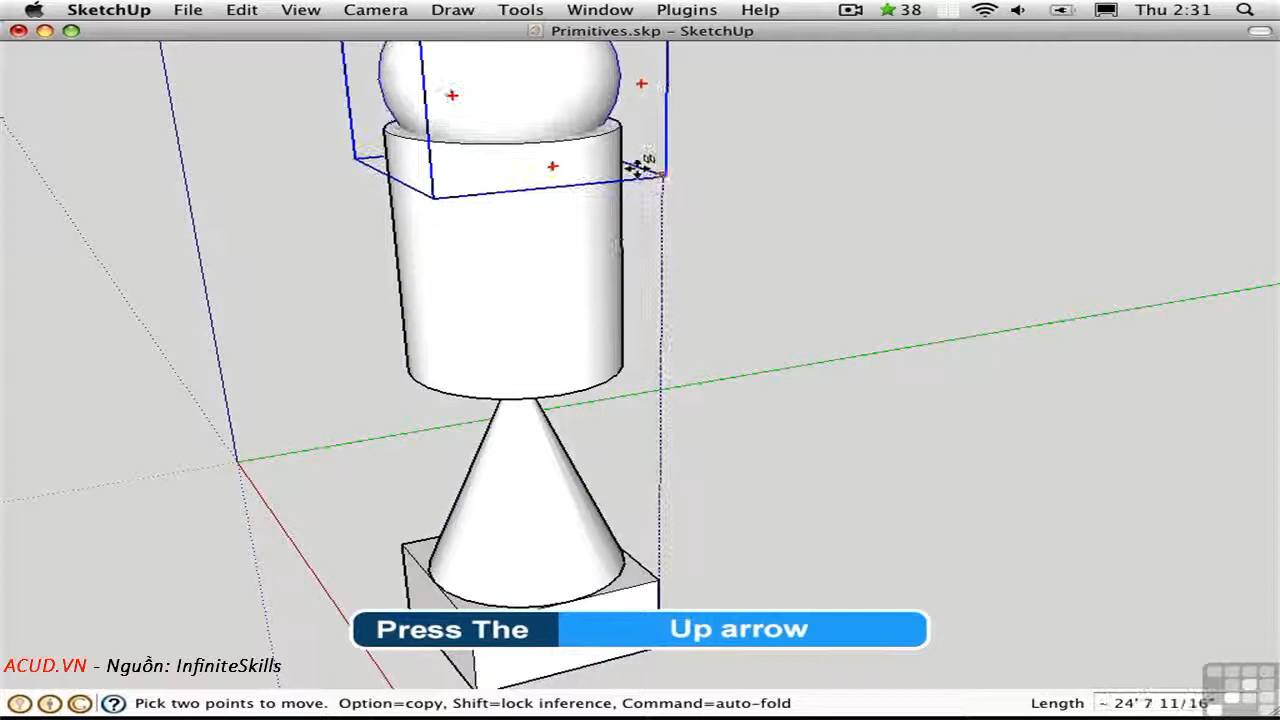 SketchUp File Edit View Camera Draw Tools Window Plugins Help 38 Thu 2:31
Primitives.skp - SketchUp
Press The Up arrow
ACUD.VN - Nguồn: InfiniteSkills
Pick two points to move. Option=copy, Shift=lock inference, Command=auto-fold Length ~ 24' 7 11/16"